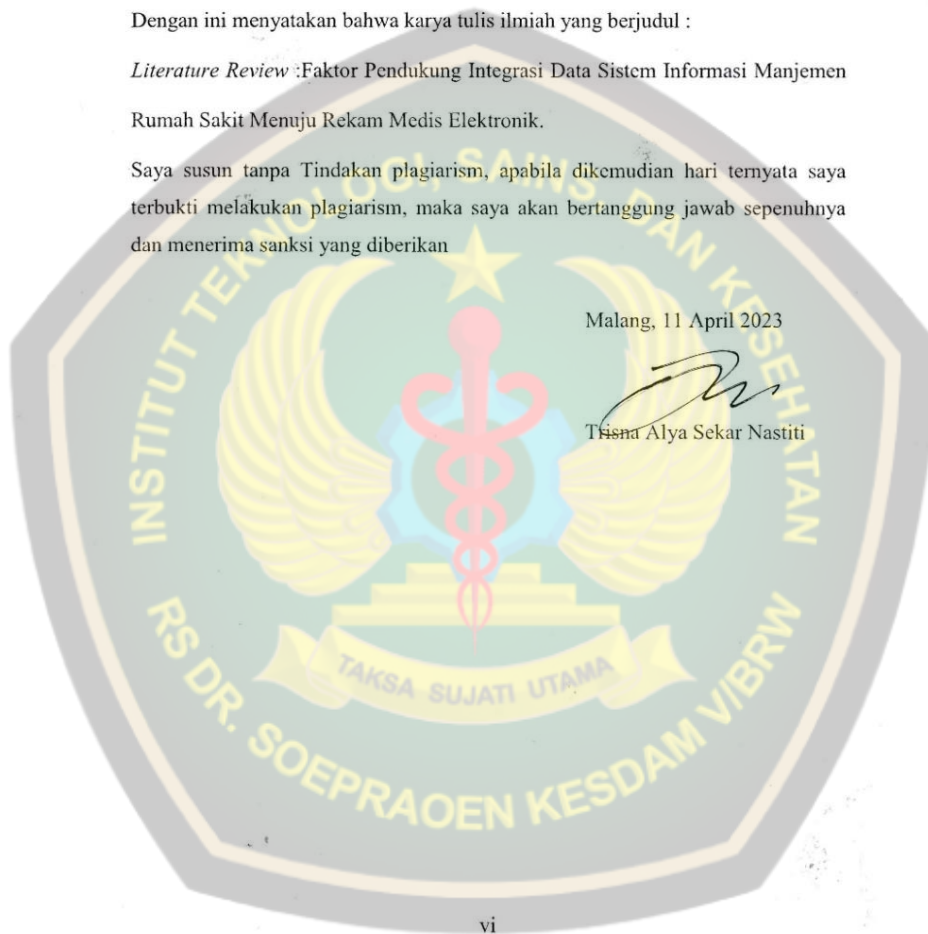 Dengan ini menyatakan bahwa karya tulis ilmiah yang berjudul :
Literature Review :Faktor Pendukung Integrasi Data Sistem Informasi Manjemen
Rumah Sakit Menuju Rekam Medis Elektronik.
Saya susun tanpa Tindakan plagiarism, apabila dikemudian hari ternyata saya
terbukti melakukan plagiarism, maka saya akan bertanggung jawab sepenuhnya
dan menerima sanksi yang diberikan
Malang, 11 April 2023
Trisna Alya Sekar Nastiti
INSTITUT TEKNOLOGI, SAINS, DAN KESEHATAN
TAKSA SUJATI UTAMA
RS DR. SOEPRAOEN KESDAM V/BRW
vi